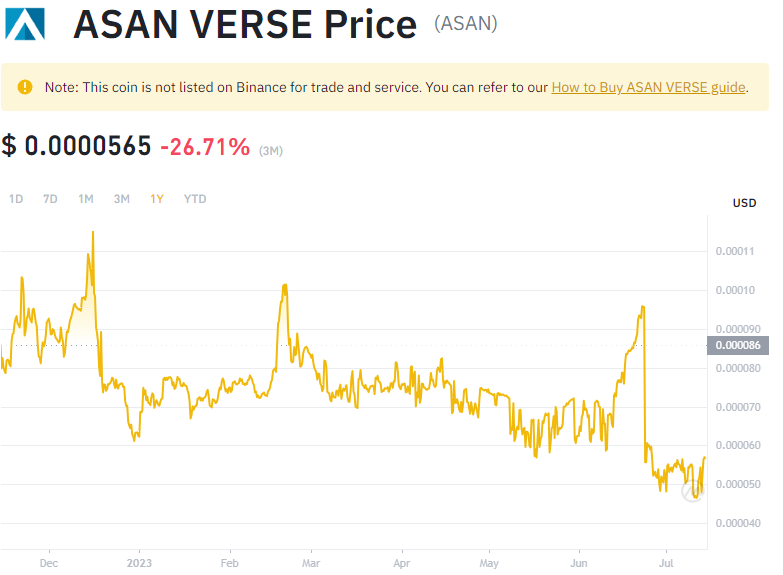 ASAN VERSE Price (ASAN)
Note: This coin is not listed on Binance for trade and service. You can refer to our How to Buy ASAN VERSE guide.
$ 0.0000565 -26.71% (3M)
1D 7D 1M 3M 1Y YTD
USD
0.00011
0.00010
0.000090
0.000086
0.000080
0.000070
0.000060
0.000050
0.000040
Dec 2023 Feb Mar Apr May Jun Jul